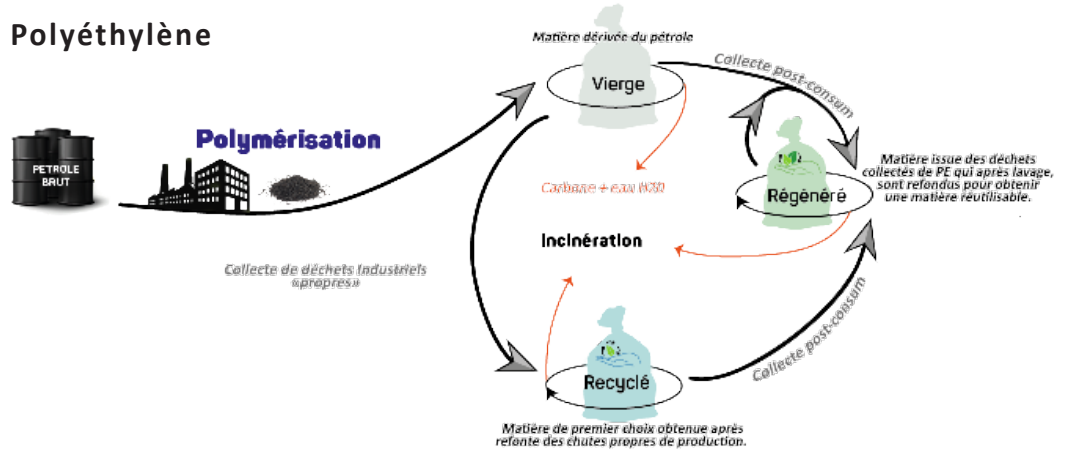 Polyéthylène
Matière dérivée du pétrole
Vierge
Collecte post-consum
Polymérisation
PETROLE
BRUT
Carbone + eau
Régénéré
Matière issue des déchets
collectés de PE qui après lavage,
sont refondus pour obtenir
une matière réutilisable.
Incinération
Collecte de déchets industriels
«propres»
Collecte post-consum
Recyclé
Matière de premier choix obtenue après
refonte des chutes propres de production.